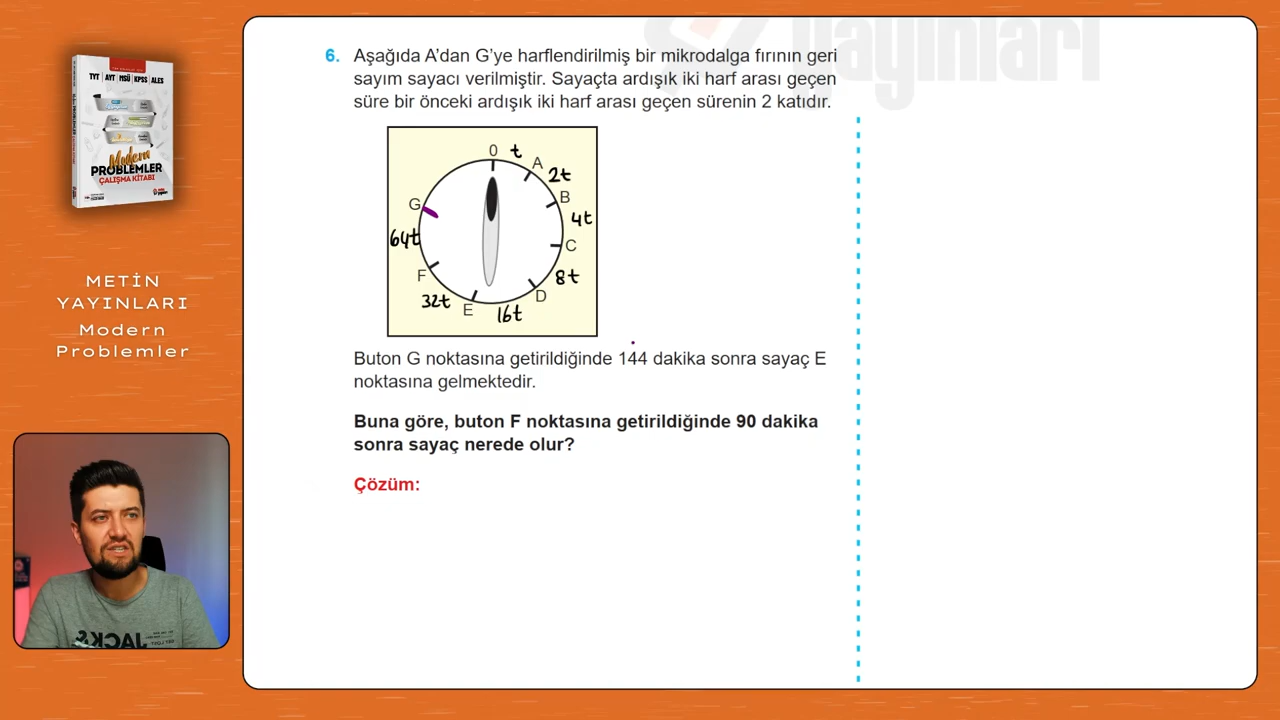 yayınları
6. Aşağıda A'dan G'ye harflendirilmiş bir mikrodalga fırının geri
sayım sayacı verilmiştir. Sayaçta ardışık iki harf arası geçen
süre bir önceki ardışık iki harf arası geçen sürenin 2 katıdır.
0 t
A
2t
B
4t
C
8t
D
16t
E
32t
F
64t
G
Buton G noktasına getirildiğinde 144 dakika sonra sayaç E
noktasına gelmektedir.
Buna göre, buton F noktasına getirildiğinde 90 dakika
sonra sayaç nerede olur?
Çözüm:
TYT | AYT | MSÜ | KPSS | ALES
Modern
PROBLEMLER
ÇALIŞMA KİTABI
METİN
YAYINLARI
Modern
Problemler